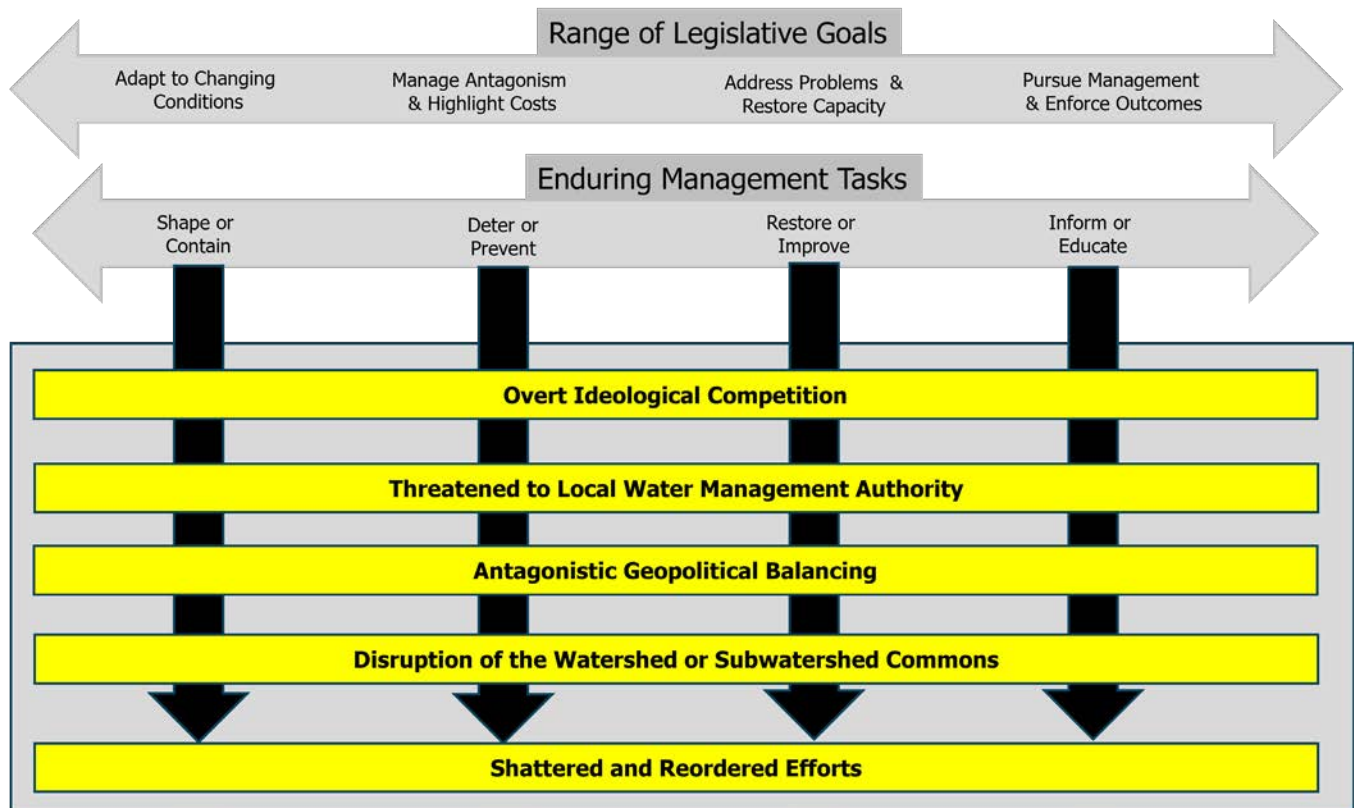 Range of Legislative Goals
Adapt to Changing
Conditions
Manage Antagonism
& Highlight Costs
Address Problems &
Restore Capacity
Pursue Management
& Enforce Outcomes
Enduring Management Tasks
Shape or
Contain
Deter or
Prevent
Restore or
Improve
Inform or
Educate
Overt Ideological Competition
Threatened to Local Water Management Authority
Antagonistic Geopolitical Balancing
Disruption of the Watershed or Subwatershed Commons
Shattered and Reordered Efforts